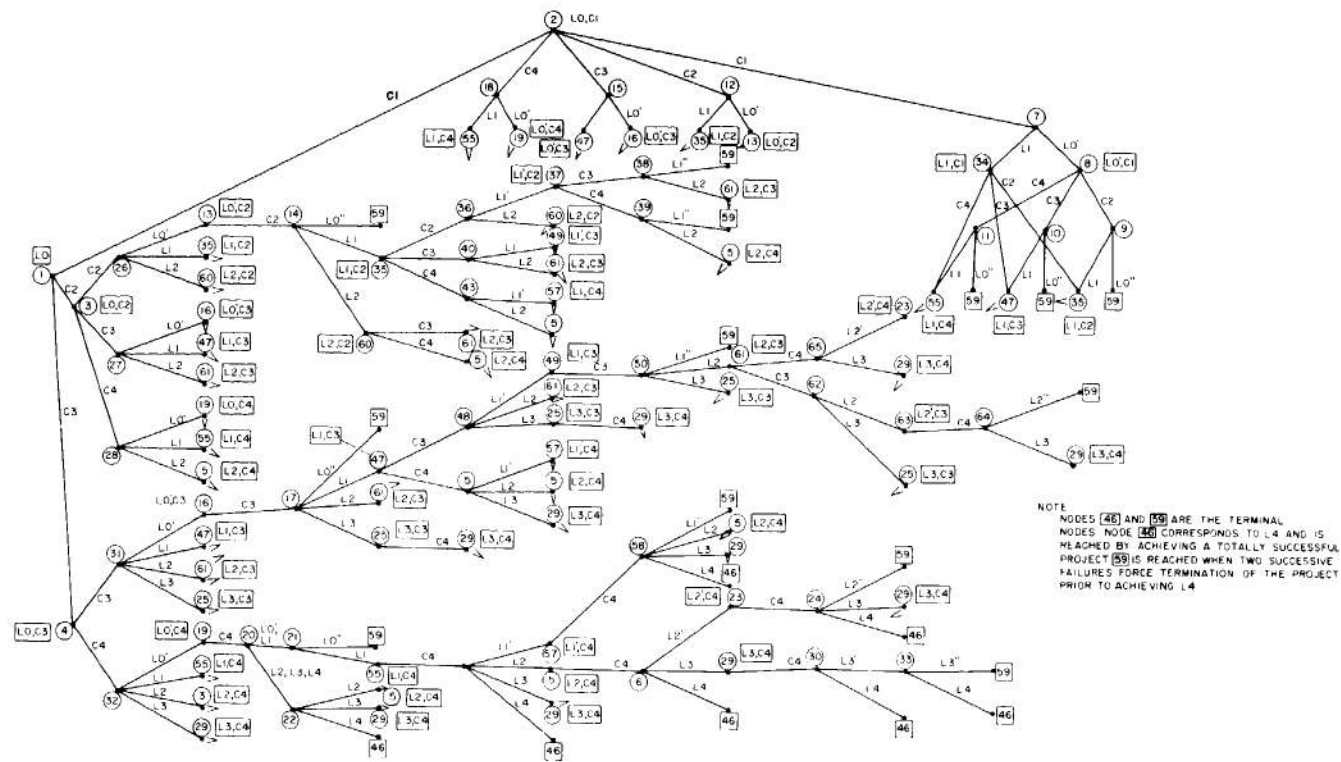 2 L0,C1
C1
C4 C3 C2 C1
18 15 12
7
L1 L0' L1 L0' L1 L0'
L1 L0'
L1,C4 55 19 L0',C4 L0',C3 47 16 L0',C3 35 L1,C2 13 L0',C2
L1,C1 34 8 L0',C1
C4 C2 C4 C3 C2
11 10 9
L1 L0'' L1 L0'' L1 L0''
55 59 47 59 35 59
L1,C4 L1,C3 L1,C2
L0
1
C2
3 L0,C2
C2 C3 C4
C3
26 27 28
L0' L1 L2
13 L0',C2
35 L1,C2
60 L2,C2
L0' L1 L2
16 L0',C3
47 L1,C3
61 L2,C3
L0' L1 L2
19 L0',C4
55 L1,C4
5 L2,C4
C2 14 L0'' 59
L1 L2
L1,C2 35
L2,C2 60
C3 61 L2,C3
C4 5 L2,C4
C2 36
C3 40
C4 43
L1' L1',C2 37
L2 60 L2,C2
L1' 49 L1',C3
L2 61 L2,C3
L1' 57 L1',C4
L2 5
C3 38 L1'' 59
L2 61 L2,C3
C4 39 L1'' 59
L2 5 L2,C4
L0,C3 4
C3 31
C4 32
L0' L0',C3 16
L1 47 L1,C3
L2 61 L2,C3
L3 25 L3,C3
L0' L0',C4 19
L1 55 L1,C4
L2 3 L2,C4
L3 29 L3,C4
C3 17
L0'' 59
L1 L1,C3 47
L2 61 L2,C3
L3 25 L3,C3
C4 29 L3,C4
C3 48
C4 5
L1' 49 L1',C3
L2 61 L2,C3
L3 25 L3,C3
C4 29 L3,C4
L1' 57 L1',C4
L2 5 L2,C4
L3 29 L3,C4
C3 50
L1'' 59
L2 61 L2,C3
L3 25 L3,C3
C4 65
L2' L2',C4 23
L3 29 L3,C4
C3 62
L2' 63 L2',C3
L3 25 L3,C3
C4 64
L2'' 59
L3 29 L3,C4
C4 20
L0', L1 21
L0'' 59
L1 55 L1,C4
L2, L3, L4 22
L2 5 L2,C4
L3 29 L3,C4
L4 46
C4
L1' 57 L1',C4
L2 5 L2,C4
L3 29 L3,C4
L4 46
C4 58
L1'' 59
5 L2,C4
L3 29
L4 46
C4 6
L2' L2',C4 23
L3 29 L3,C4
L4 46
C4 24
L2'' 59
L3 29 L3,C4
L4 46
C4 30
L3' 33
L4 46
L3'' 59
L4 46
NOTE
NODES 46 AND 59 ARE THE TERMINAL
NODES NODE 46 CORRESPONDS TO L4 AND IS
REACHED BY ACHIEVING A TOTALLY SUCCESSFUL
PROJECT 59 IS REACHED WHEN TWO SUCCESSIVE
FAILURES FORCE TERMINATION OF THE PROJECT
PRIOR TO ACHIEVING L4